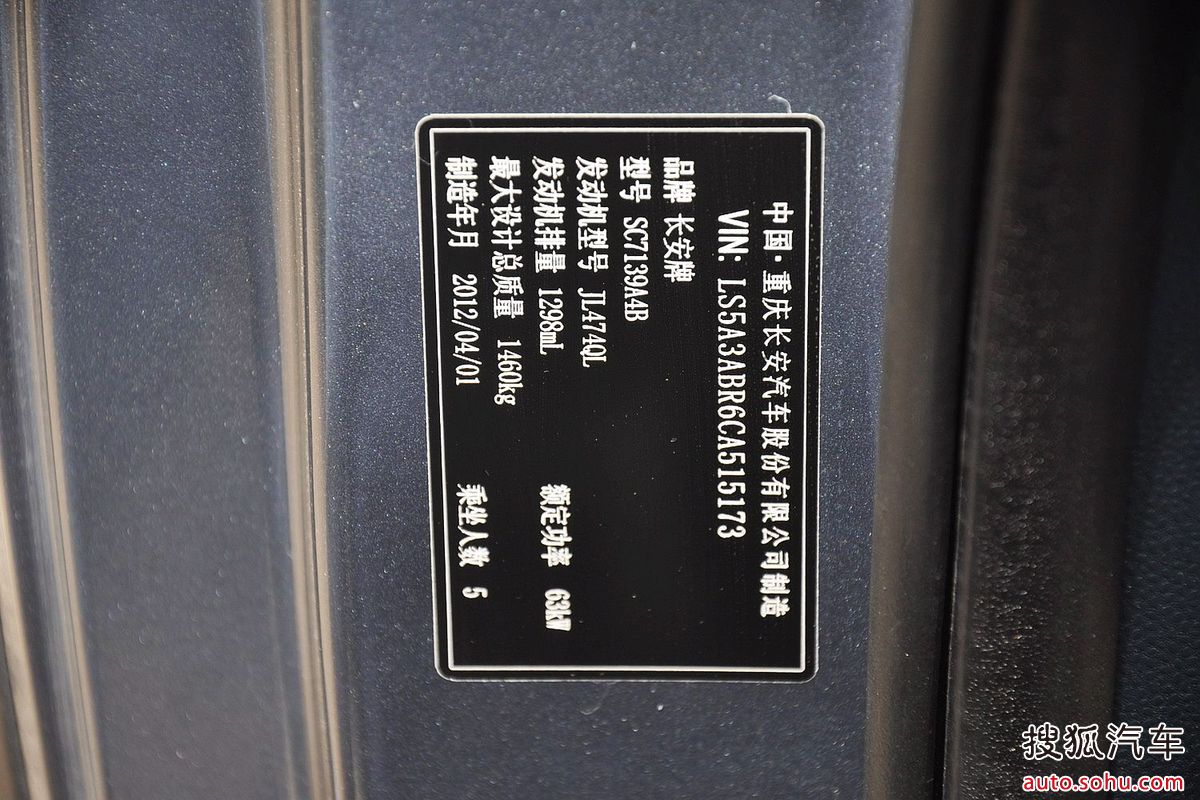 中国·重庆长安汽车股份有限公司制造
VIN: LS5A3ABR6CA515173
品牌 长安牌
型号 SC7139A4B
发动机型号 JL474QL
发动机排量 1298mL 额定功率 63kW
最大设计总质量 1460kg
制造年月 2012/04/01 乘坐人数 5
搜狐汽车
auto.sohu.com